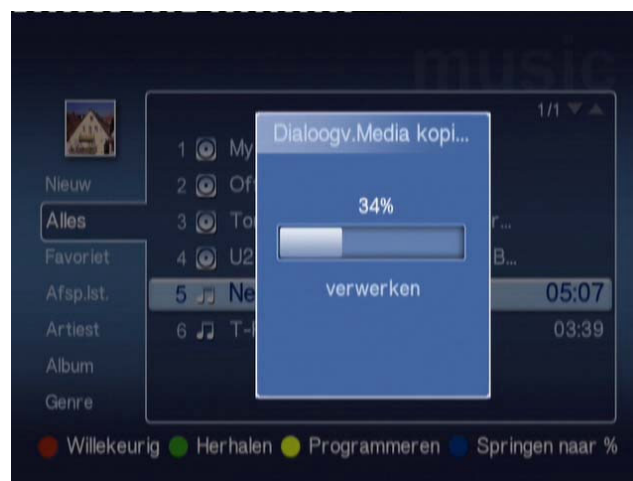 music
1/1
Dialoogv.Media kopi...
1 My
Nieuw
2 Of
34%
Alles
3 To r...
Favoriet
4 U2 B...
Afsp.lst.
5 Ne 05:07
verwerken
Artiest
6 T- 03:39
Album
Genre
Willekeurig Herhalen Programmeren Springen naar %